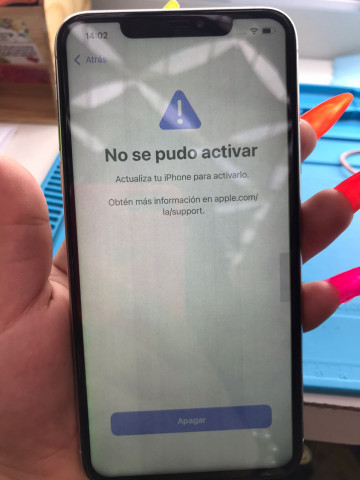 14:02
Atrás
No se pudo activar
Actualiza tu iPhone para activarlo.
Obtén más información en apple.com/
la/support.
Apagar